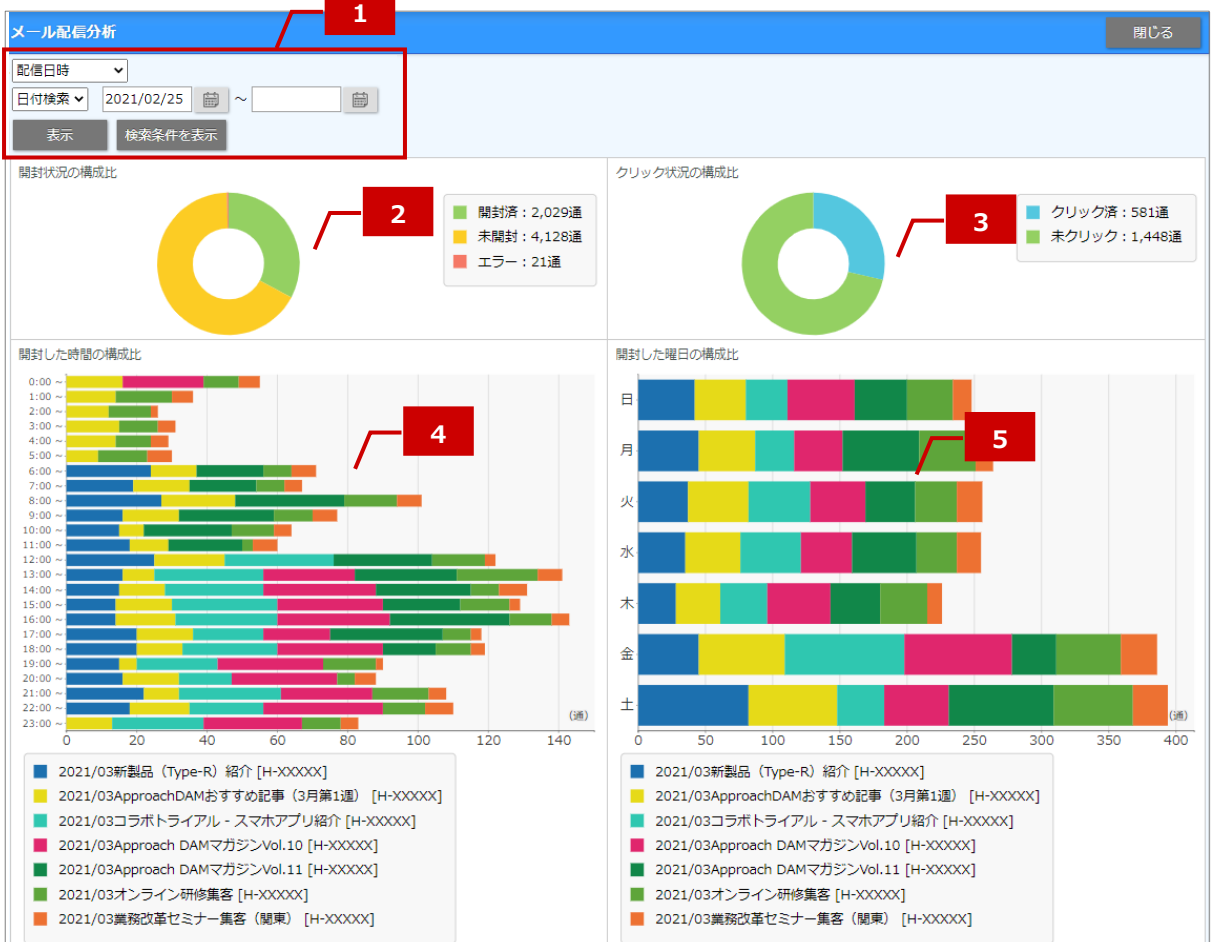 1
メール配信分析
閉じる
配信日時
日付検索
2021/02/25
～
表示
検索条件を表示
開封状況の構成比
2
開封済：2,029通
未開封：4,128通
エラー：21通
クリック状況の構成比
3
クリック済：581通
未クリック：1,448通
開封した時間の構成比
0:00 ~
1:00 ~
2:00 ~
3:00 ~
4:00 ~
5:00 ~
6:00 ~
7:00 ~
8:00 ~
9:00 ~
10:00 ~
11:00 ~
12:00 ~
13:00 ~
14:00 ~
15:00 ~
16:00 ~
17:00 ~
18:00 ~
19:00 ~
20:00 ~
21:00 ~
22:00 ~
23:00 ~
4
（通）
0 20 40 60 80 100 120 140
2021/03新製品（Type-R）紹介 [H-XXXXX]
2021/03ApproachDAMおすすめ記事（3月第1週） [H-XXXXX]
2021/03コラボトライアル - スマホアプリ紹介 [H-XXXXX]
2021/03Approach DAMマガジンVol.10 [H-XXXXX]
2021/03Approach DAMマガジンVol.11 [H-XXXXX]
2021/03オンライン研修集客 [H-XXXXX]
2021/03業務改革セミナー集客（関東） [H-XXXXX]
開封した曜日の構成比
日
月
火
水
木
金
土
5
（通）
0 50 100 150 200 250 300 350 400
2021/03新製品（Type-R）紹介 [H-XXXXX]
2021/03ApproachDAMおすすめ記事（3月第1週） [H-XXXXX]
2021/03コラボトライアル - スマホアプリ紹介 [H-XXXXX]
2021/03Approach DAMマガジンVol.10 [H-XXXXX]
2021/03Approach DAMマガジンVol.11 [H-XXXXX]
2021/03オンライン研修集客 [H-XXXXX]
2021/03業務改革セミナー集客（関東） [H-XXXXX]